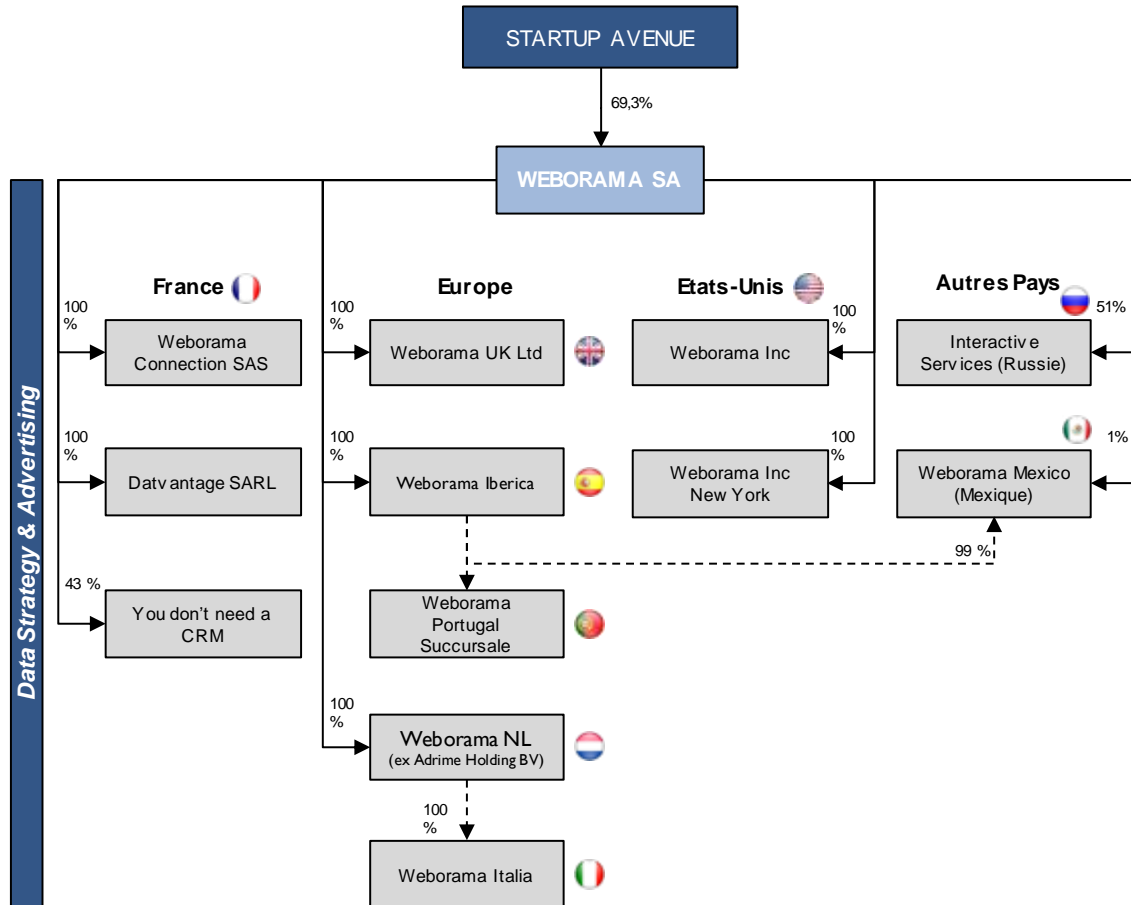 STARTUP AVENUE
69,3%
WEBORAMA SA
Data Strategy & Advertising
France
Europe
Etats-Unis
Autres Pays
100
%
100
%
100
%
51%
Weborama
Connection SAS
Weborama UK Ltd
Weborama Inc
Interactive
Services (Russie)
100
%
100
%
100
%
1%
Datvantage SARL
Weborama Iberica
Weborama Inc
New York
Weborama Mexico
(Mexique)
99 %
43 %
You don't need a
CRM
Weborama
Portugal
Succursale
100
%
Weborama NL
(ex Adrime Holding BV)
100
%
Weborama Italia